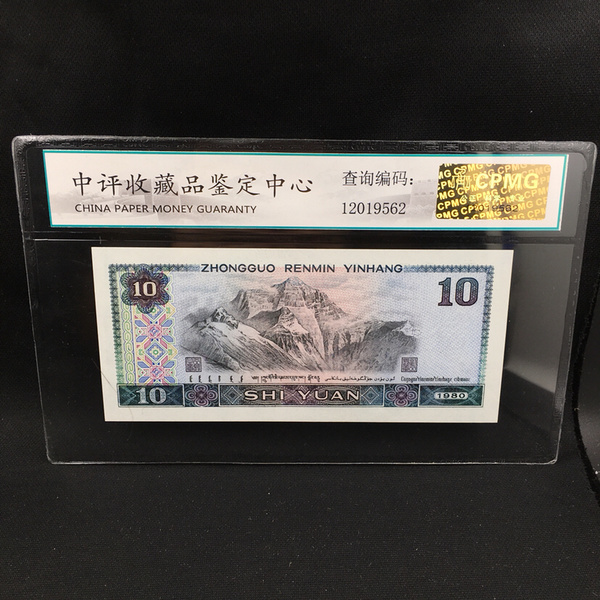 中评收藏品鉴定中心
CHINA PAPER MONEY GUARANTY
查询编码:
12019562
CPMG
ZHONGGUO RENMIN YINHANG
10
10
10
SHI YUAN
1980